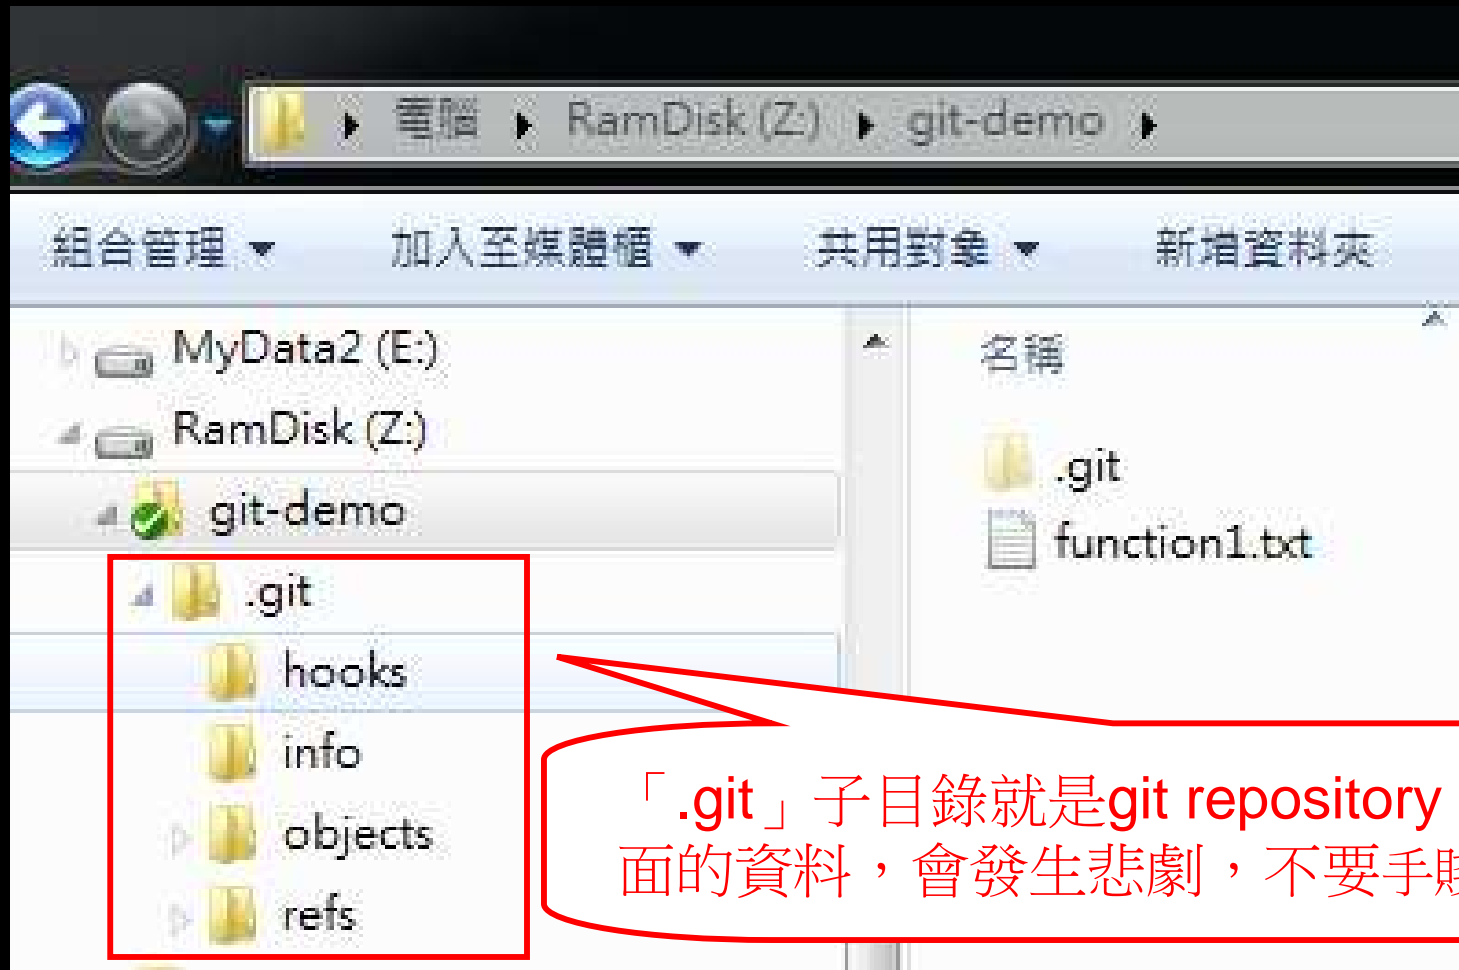 電腦 RamDisk (Z:) git-demo
組合管理 加入至媒體櫃 共用對象 新增資料夾
MyData2 (E:)
RamDisk (Z:)
git-demo
.git
hooks
info
objects
refs
名稱
.git
function1.txt
「.git」子目錄就是git repository
面的資料，會發生悲劇，不要手賤